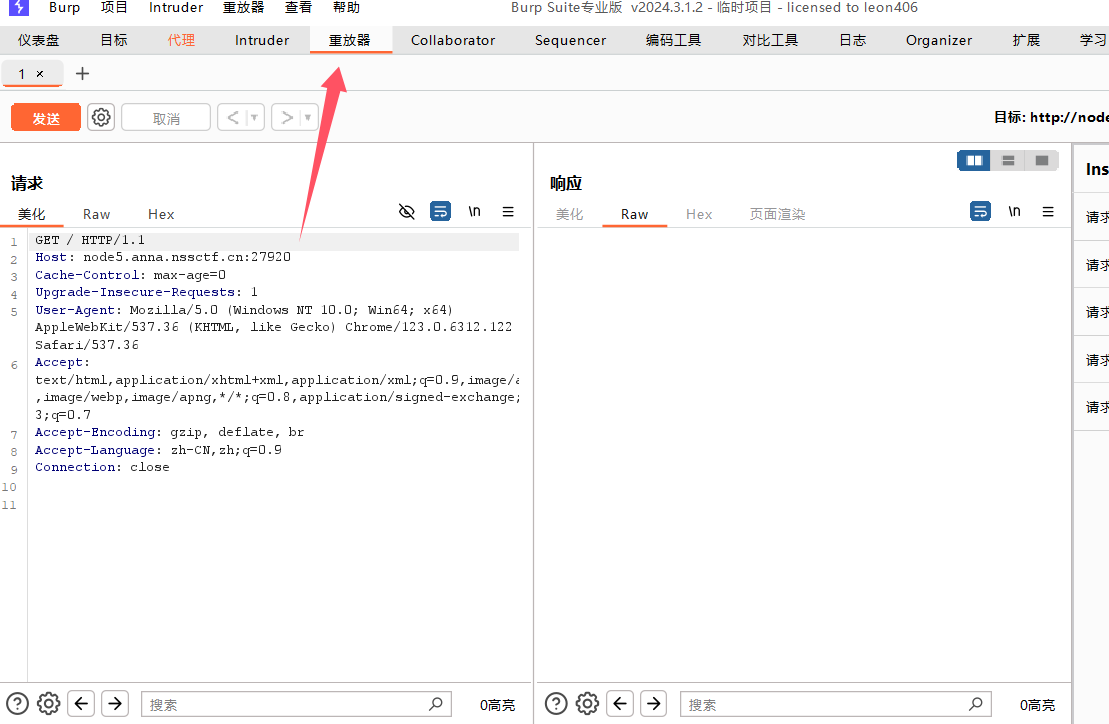 Burp 项目 Intruder 重放器 查看 帮助 Burp Suite专业版 v2024.3.1.2 - 临时项目 - licensed to leon406
仪表盘 目标 代理 Intruder 重放器 Collaborator Sequencer 编码工具 对比工具 日志 Organizer 扩展 学习
1 × +
发送 取消 < > 目标: http://node
请求 响应 Ins
美化 Raw Hex \n 美化 Raw Hex 页面渲染 \n
请求
请求
请求
请求
请求
1 GET / HTTP/1.1
2 Host: node5.anna.nssctf.cn:27920
3 Cache-Control: max-age=0
4 Upgrade-Insecure-Requests: 1
5 User-Agent: Mozilla/5.0 (Windows NT 10.0; Win64; x64)
AppleWebKit/537.36 (KHTML, like Gecko) Chrome/123.0.6312.122
Safari/537.36
6 Accept:
text/html,application/xhtml+xml,application/xml;q=0.9,image/a
,image/webp,image/apng,*/*;q=0.8,application/signed-exchange;
3;q=0.7
7 Accept-Encoding: gzip, deflate, br
8 Accept-Language: zh-CN,zh;q=0.9
9 Connection: close
10
11
搜索 0高亮 搜索 0高亮